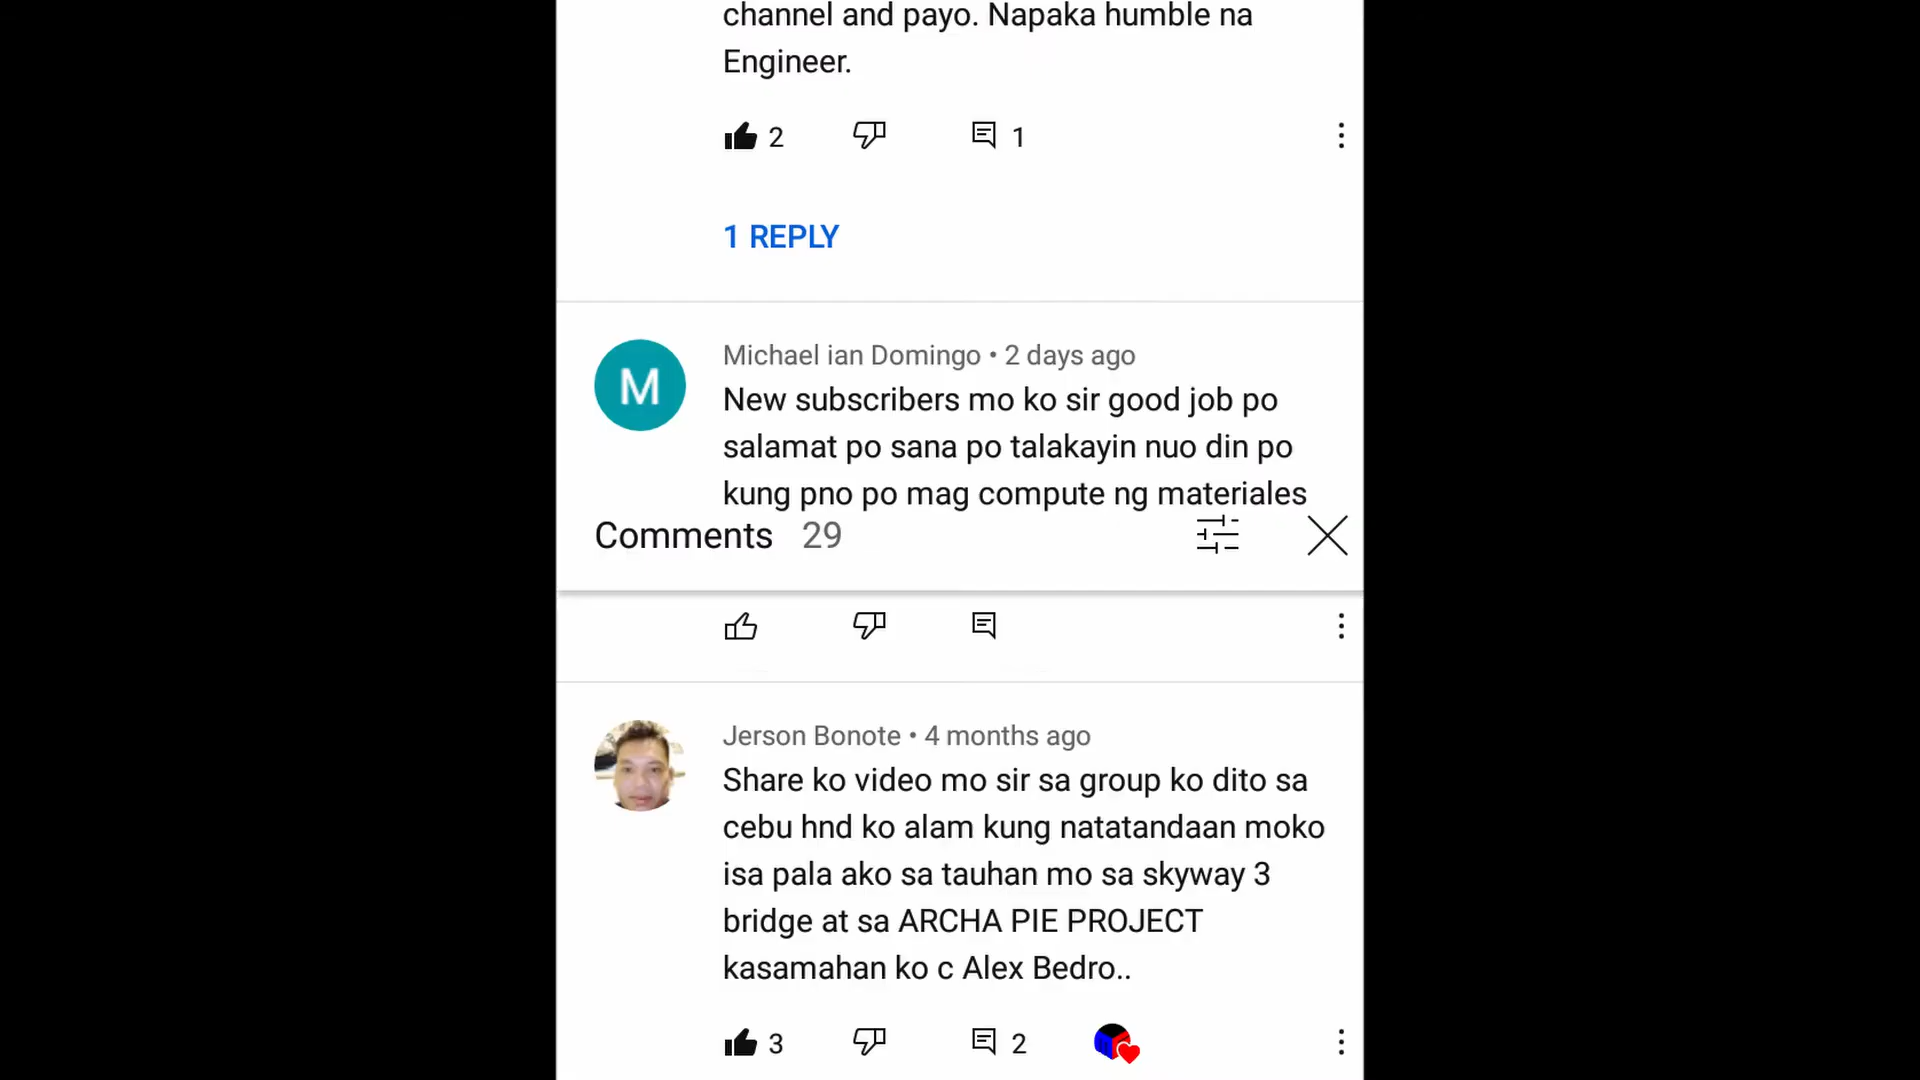 channel and payo. Napaka humble na
Engineer.
2 1
1 REPLY
M
Michael ian Domingo • 2 days ago
New subscribers mo ko sir good job po
salamat po sana po talakayin nuo din po
kung pno po mag compute ng materiales
Comments 29
Jerson Bonote • 4 months ago
Share ko video mo sir sa group ko dito sa
cebu hnd ko alam kung natatandaan moko
isa pala ako sa tauhan mo sa skyway 3
bridge at sa ARCHA PIE PROJECT
kasamahan ko c Alex Bedro..
3 2